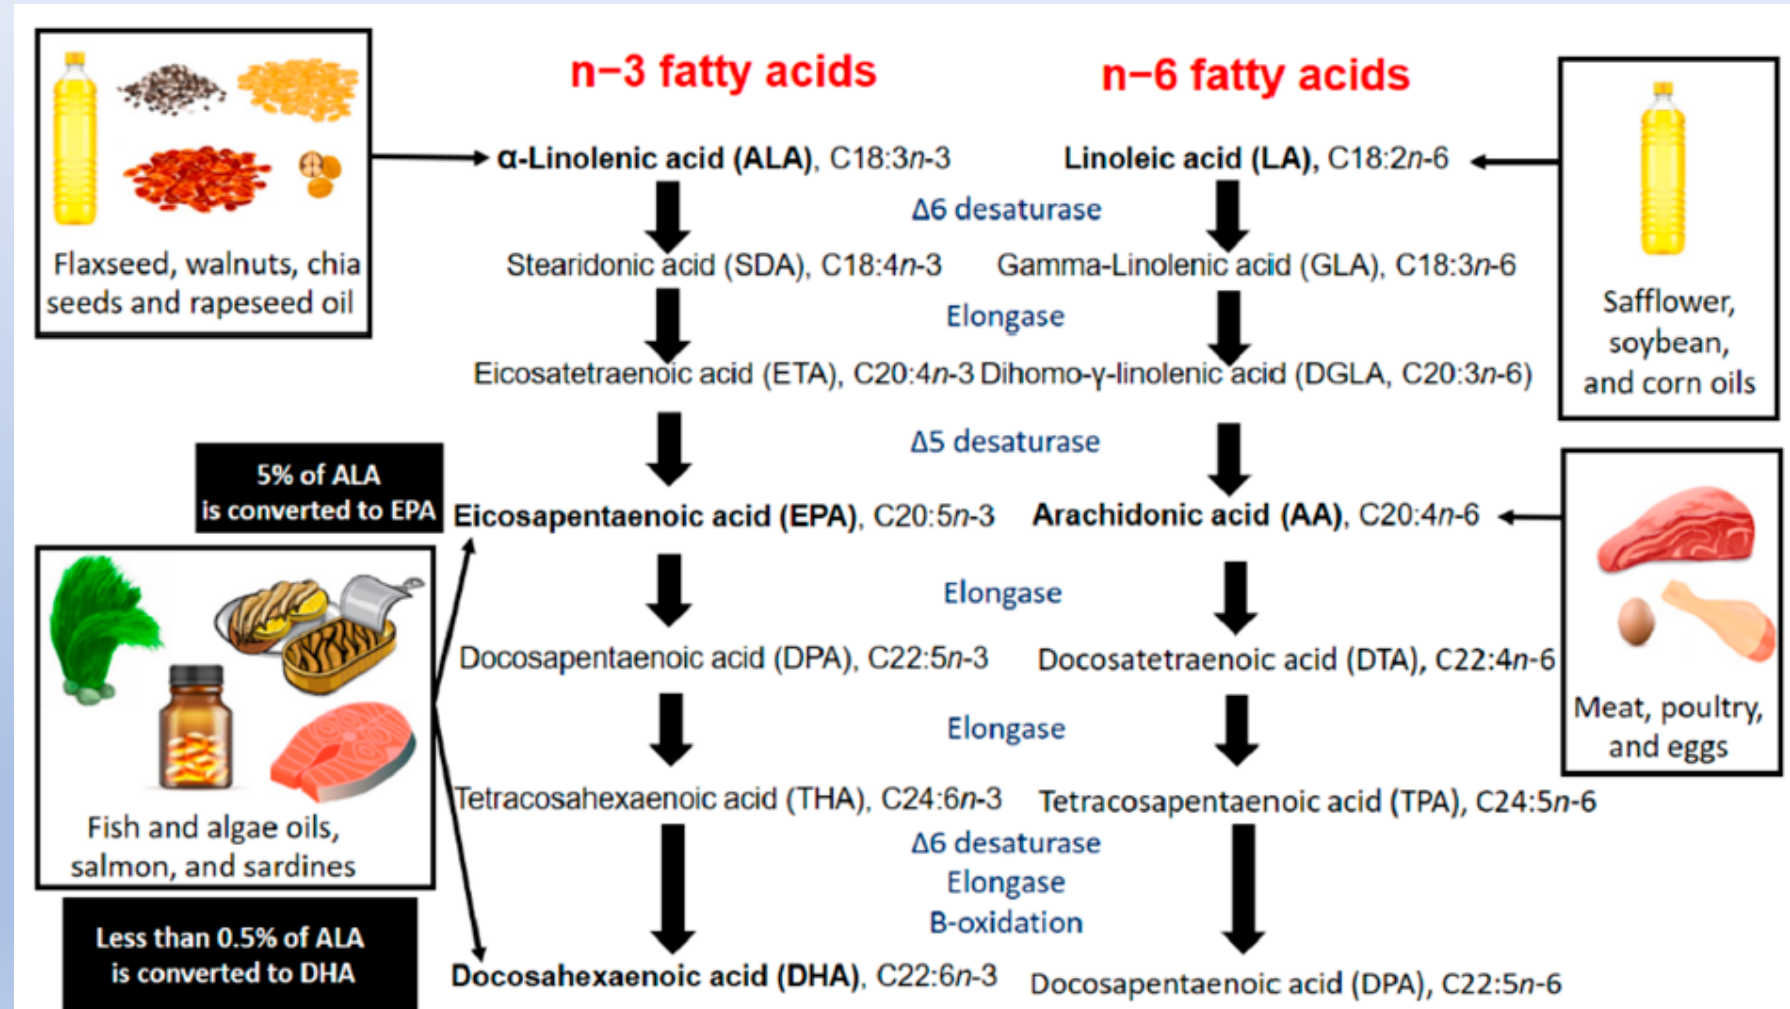 n−3 fatty acids
n−6 fatty acids
α-Linolenic acid (ALA), C18:3n-3
Linoleic acid (LA), C18:2n-6
Δ6 desaturase
Flaxseed, walnuts, chia
seeds and rapeseed oil
Stearidonic acid (SDA), C18:4n-3
Gamma-Linolenic acid (GLA), C18:3n-6
Safflower,
soybean,
and corn oils
Elongase
Eicosatetraenoic acid (ETA), C20:4n-3
Dihomo-γ-linolenic acid (DGLA, C20:3n-6)
Δ5 desaturase
5% of ALA
is converted to EPA
Eicosapentaenoic acid (EPA), C20:5n-3
Arachidonic acid (AA), C20:4n-6
Elongase
Docosapentaenoic acid (DPA), C22:5n-3
Docosatetraenoic acid (DTA), C22:4n-6
Meat, poultry,
and eggs
Elongase
Tetracosahexaenoic acid (THA), C24:6n-3
Tetracosapentaenoic acid (TPA), C24:5n-6
Fish and algae oils,
salmon, and sardines
Δ6 desaturase
Elongase
B-oxidation
Less than 0.5% of ALA
is converted to DHA
Docosahexaenoic acid (DHA), C22:6n-3
Docosapentaenoic acid (DPA), C22:5n-6